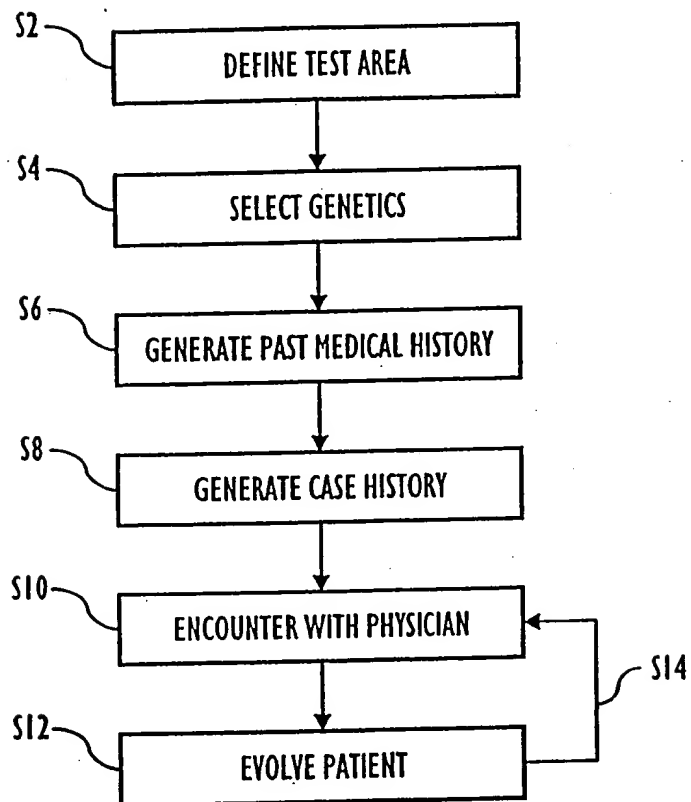 S2
DEFINE TEST AREA
S4
SELECT GENETICS
S6
GENERATE PAST MEDICAL HISTORY
S8
GENERATE CASE HISTORY
S10
ENCOUNTER WITH PHYSICIAN
S14
S12
EVOLVE PATIENT